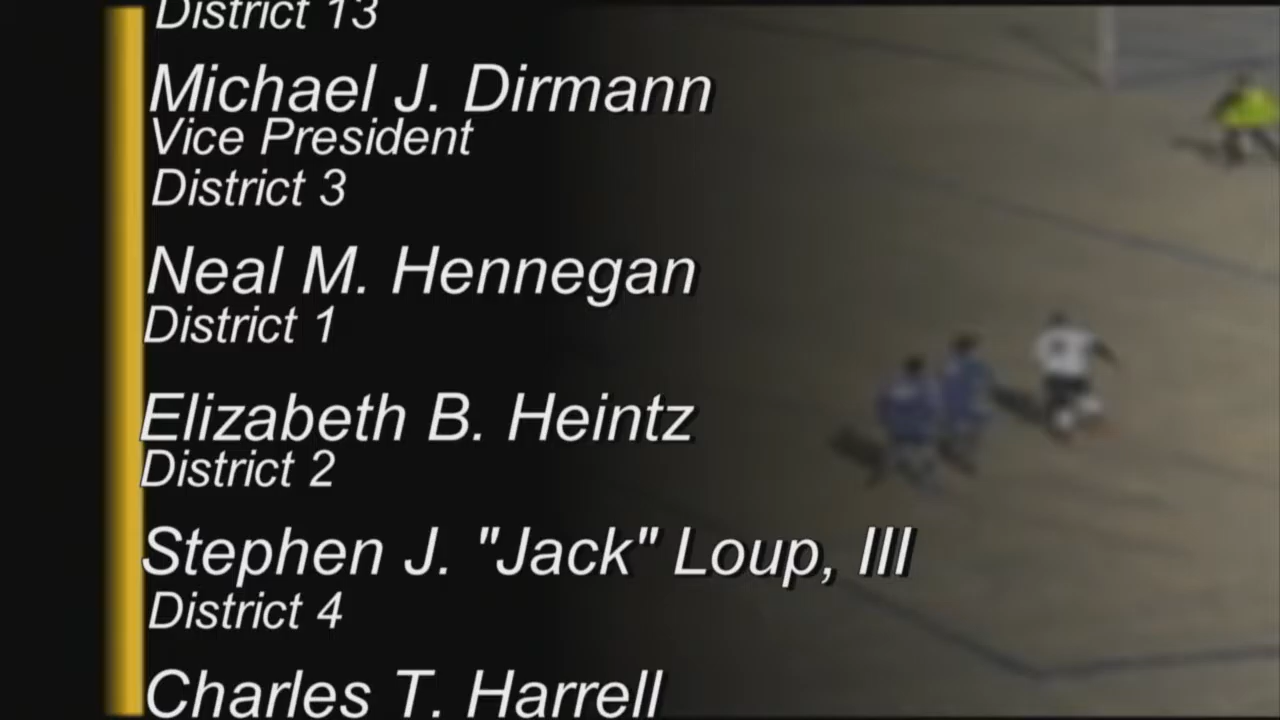 District 13
Michael J. Dirmann
Vice President
District 3
Neal M. Hennegan
District 1
Elizabeth B. Heintz
District 2
Stephen J. "Jack" Loup, III
District 4
Charles T. Harrell